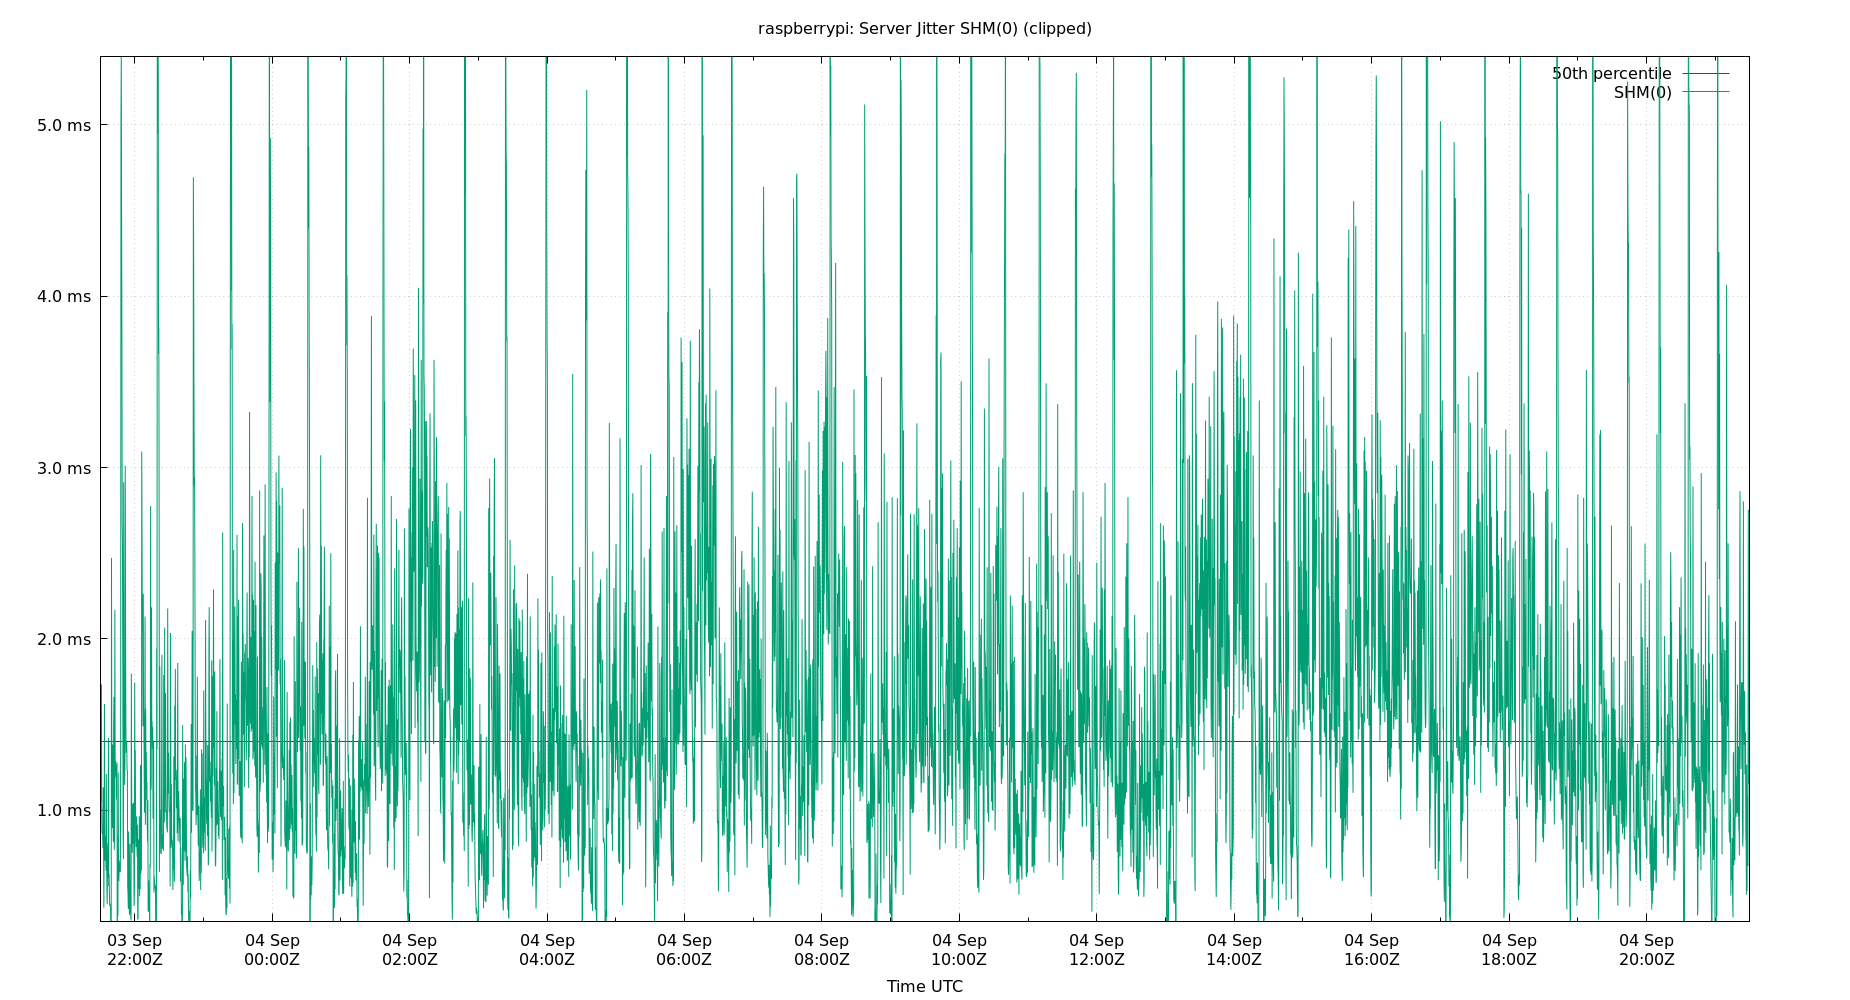 raspberrypi: Server Jitter SHM(0) (clipped)
50th percentile
SHM(0)
5.0 ms
4.0 ms
3.0 ms
2.0 ms
1.0 ms
03 Sep 04 Sep 04 Sep 04 Sep 04 Sep 04 Sep 04 Sep 04 Sep 04 Sep 04 Sep 04 Sep 04 Sep
22:00Z 00:00Z 02:00Z 04:00Z 06:00Z 08:00Z 10:00Z 12:00Z 14:00Z 16:00Z 18:00Z 20:00Z
Time UTC